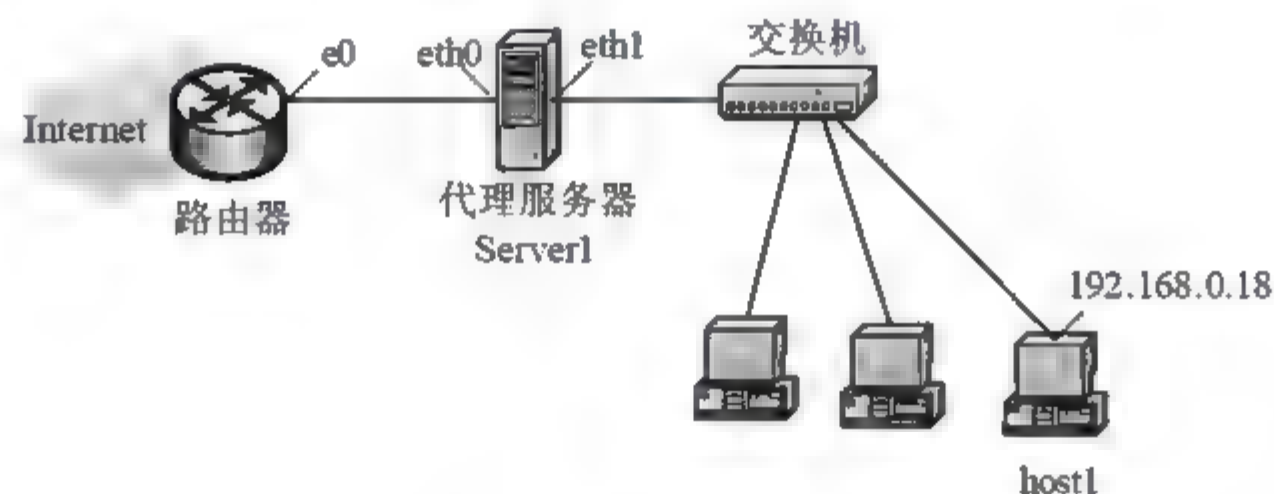 交换机
e0
eth0
eth1
Internet
路由器
代理服务器
Server1
192.168.0.18
host1